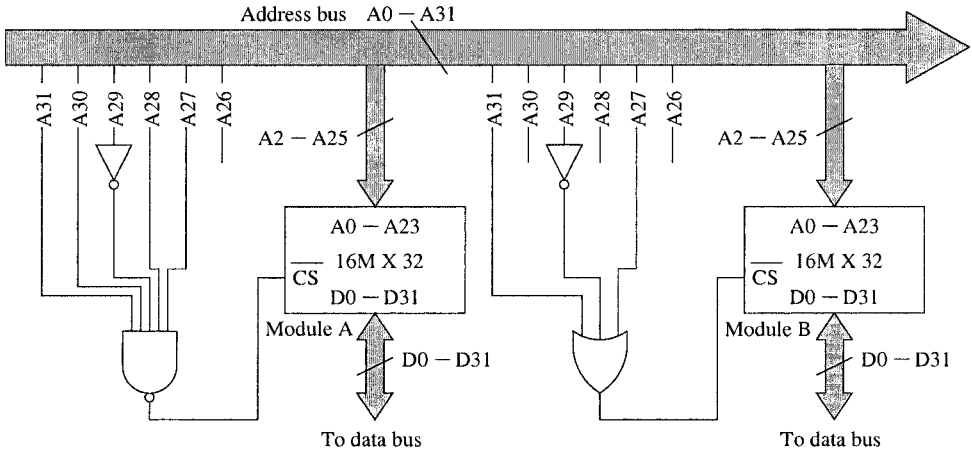 Address bus A0 – A31
A31
A30
A29
A28
A27
A26
A2 – A25
A31
A30
A29
A28
A27
A26
A2 – A25
A0 – A23
16M X 32
CS
D0 – D31
Module A
D0 – D31
To data bus
A0 – A23
16M X 32
CS
D0 – D31
Module B
D0 – D31
To data bus